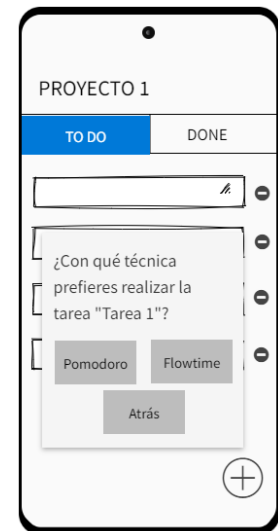 PROYECTO 1
TO DO
DONE
¿Con qué técnica
prefieres realizar la
tarea "Tarea 1"?
Pomodoro
Flowtime
Atrás